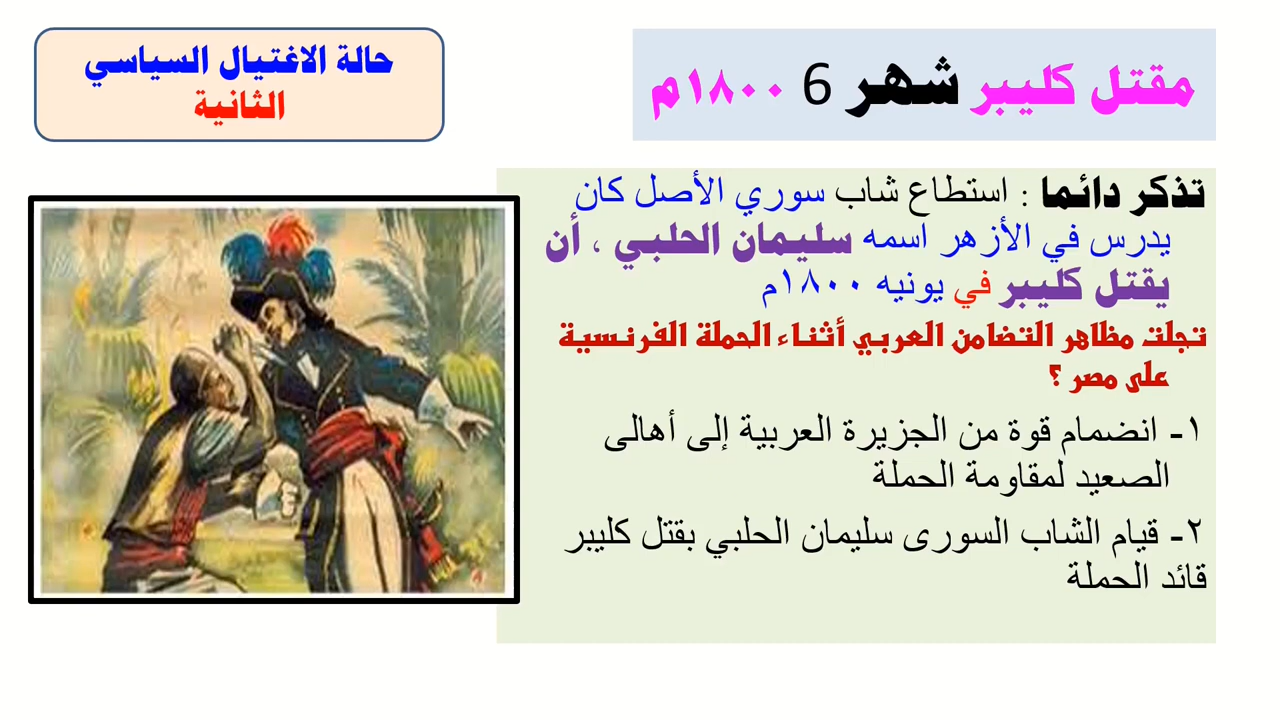 مقتل كليبر شهر 6 ١٨٠٠م
حالة الاغتيال السياسي
الثانية
تذكر دائما : استطاع شاب سوري الأصل كان
يدرس في الأزهر اسمه سليمان الحلبي ، أن
يقتل كليبر في يونيه ١٨٠٠م
تجلت مظاهر التضامن العربي أثناء الحملة الفرنسية
على مصر ؟
١- انضمام قوة من الجزيرة العربية إلى أهالى
الصعيد لمقاومة الحملة
٢- قيام الشاب السورى سليمان الحلبي بقتل كليبر
قائد الحملة